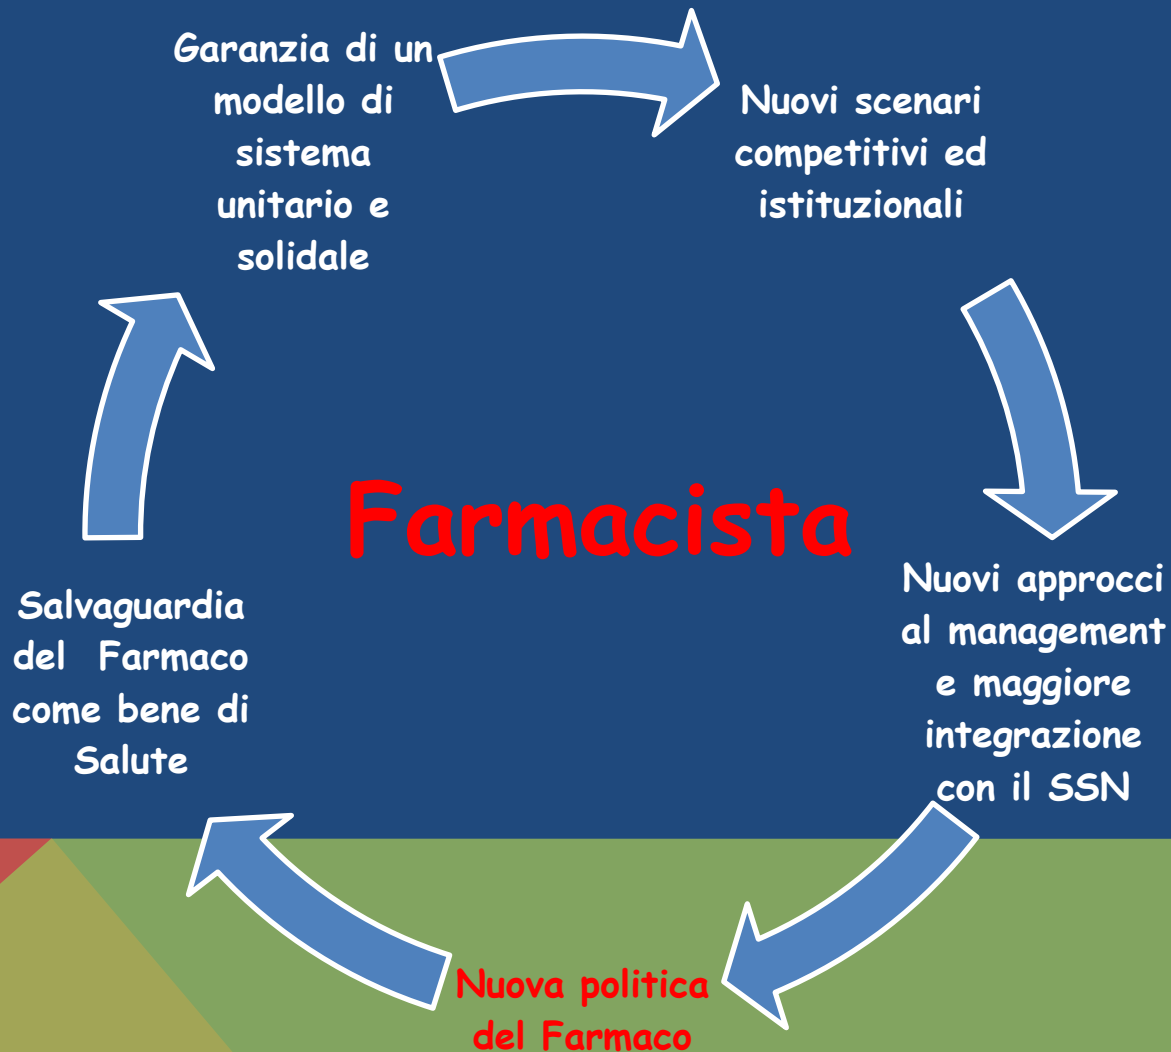 Garanzia di un
modello di
sistema
unitario e
solidale
Nuovi scenari
competitivi ed
istituzionali
Farmacista
Nuovi approcci
al management
e maggiore
integrazione
con il SSN
Salvaguardia
del Farmaco
come bene di
Salute
Nuova politica
del Farmaco